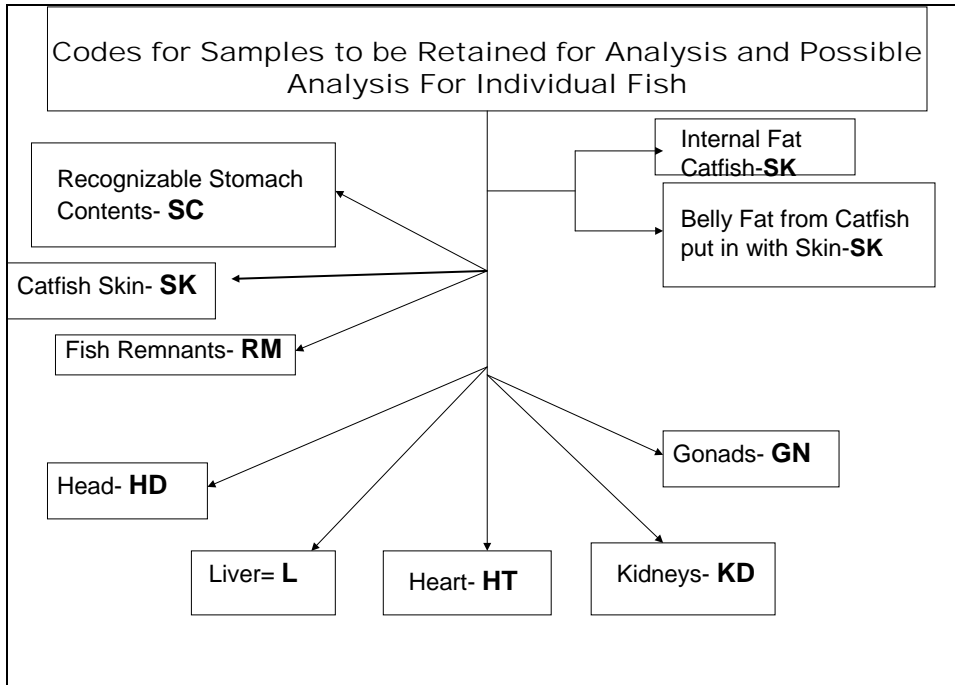 Codes for Samples to be Retained for Analysis and Possible
Analysis For Individual Fish
Internal Fat
Catfish-SK
Recognizable Stomach
Contents- SC
Belly Fat from Catfish
put in with Skin-SK
Catfish Skin- SK
Fish Remnants- RM
Gonads- GN
Head- HD
Liver= L
Heart- HT
Kidneys- KD